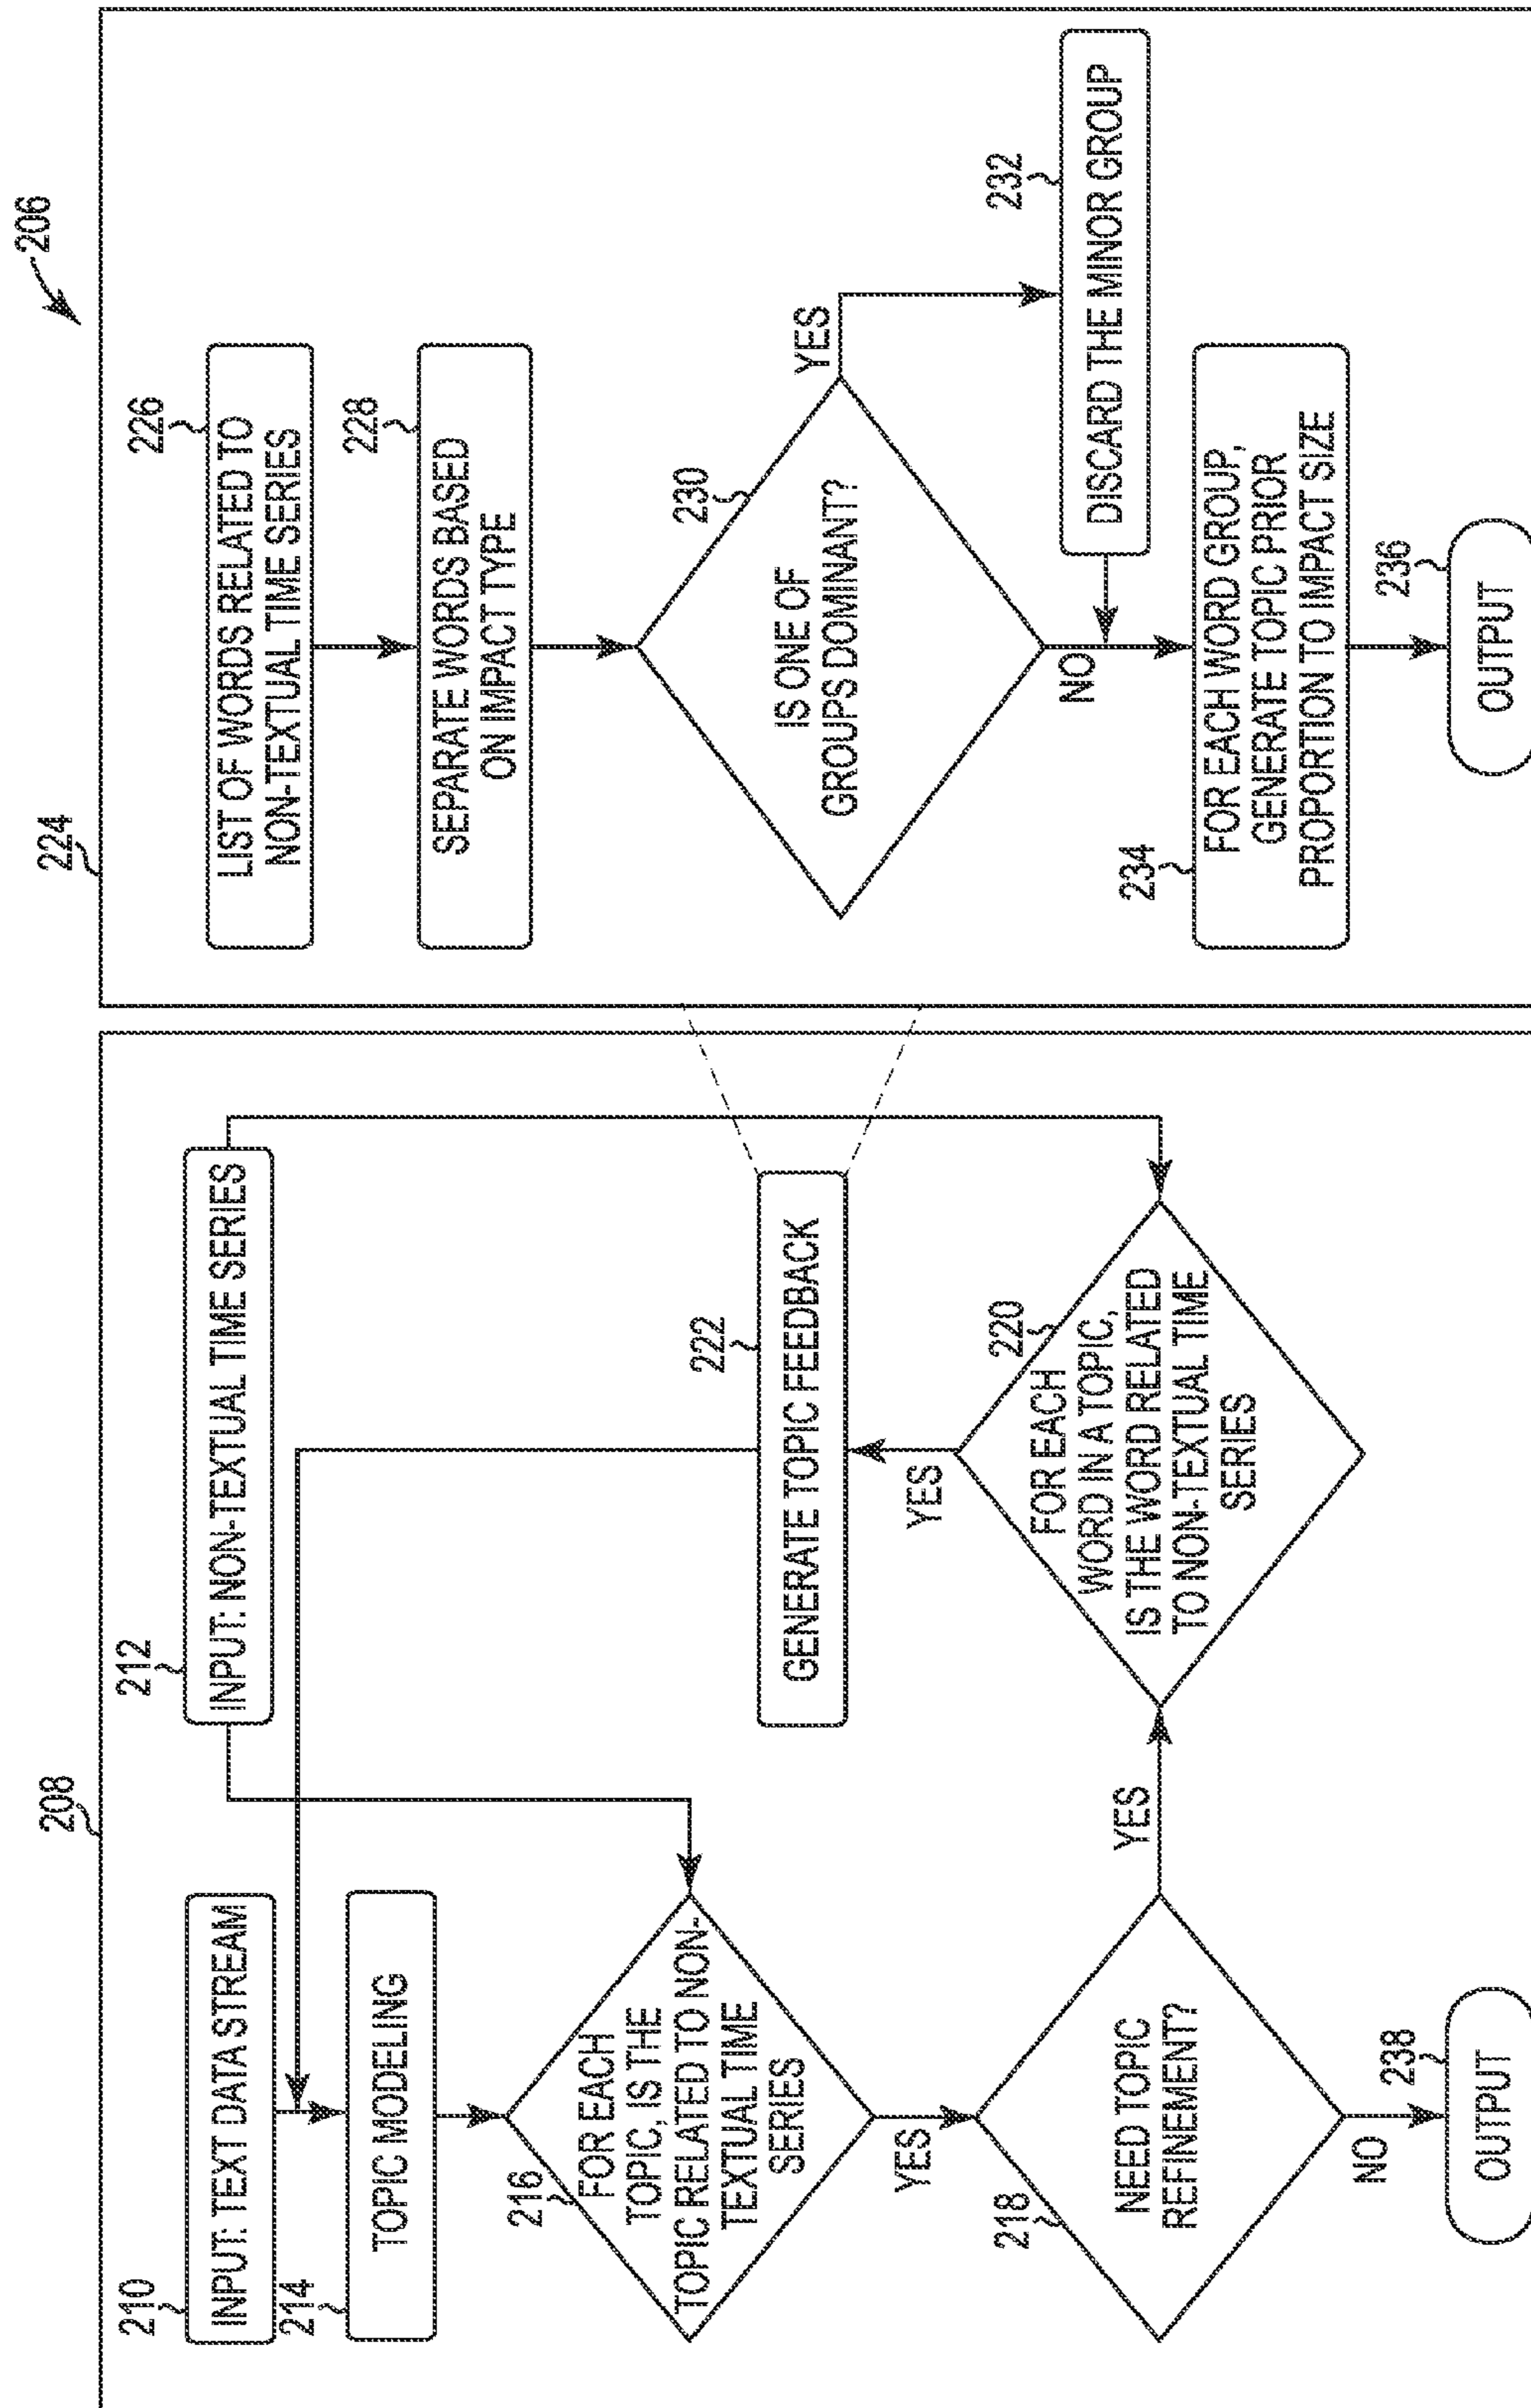 206
208
210
INPUT: TEXT DATA STREAM
212
INPUT: NON-TEXTUAL TIME SERIES
214
TOPIC MODELING
216
FOR EACH
TOPIC, IS THE
TOPIC RELATED TO NON-
TEXTUAL TIME
SERIES
YES
218
NEED TOPIC
REFINEMENT?
YES
NO
238
OUTPUT
220
FOR EACH
WORD IN A TOPIC,
IS THE WORD RELATED
TO NON-TEXTUAL TIME
SERIES
YES
222
GENERATE TOPIC FEEDBACK
224
226
LIST OF WORDS RELATED TO
NON-TEXTUAL TIME SERIES
228
SEPARATE WORDS BASED
ON IMPACT TYPE
230
IS ONE OF
GROUPS DOMINANT?
YES
232
DISCARD THE MINOR GROUP
NO
234
FOR EACH WORD GROUP,
GENERATE TOPIC PRIOR
PROPORTION TO IMPACT SIZE
236
OUTPUT